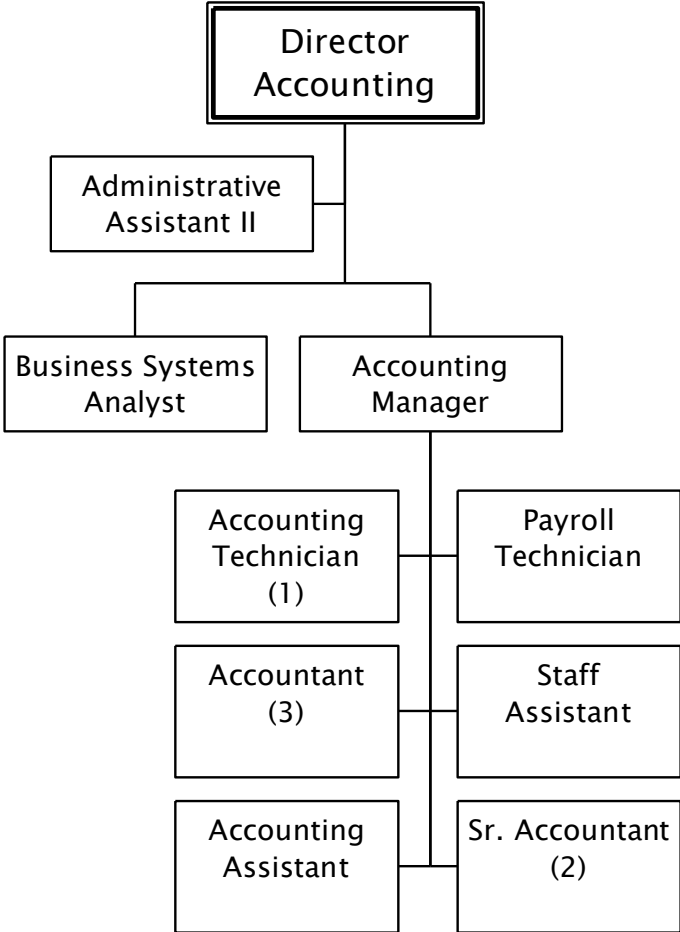 Director
Accounting
Administrative
Assistant II
Business Systems
Analyst
Accounting
Manager
Accounting
Technician
(1)
Payroll
Technician
Accountant
(3)
Staff
Assistant
Accounting
Assistant
Sr. Accountant
(2)